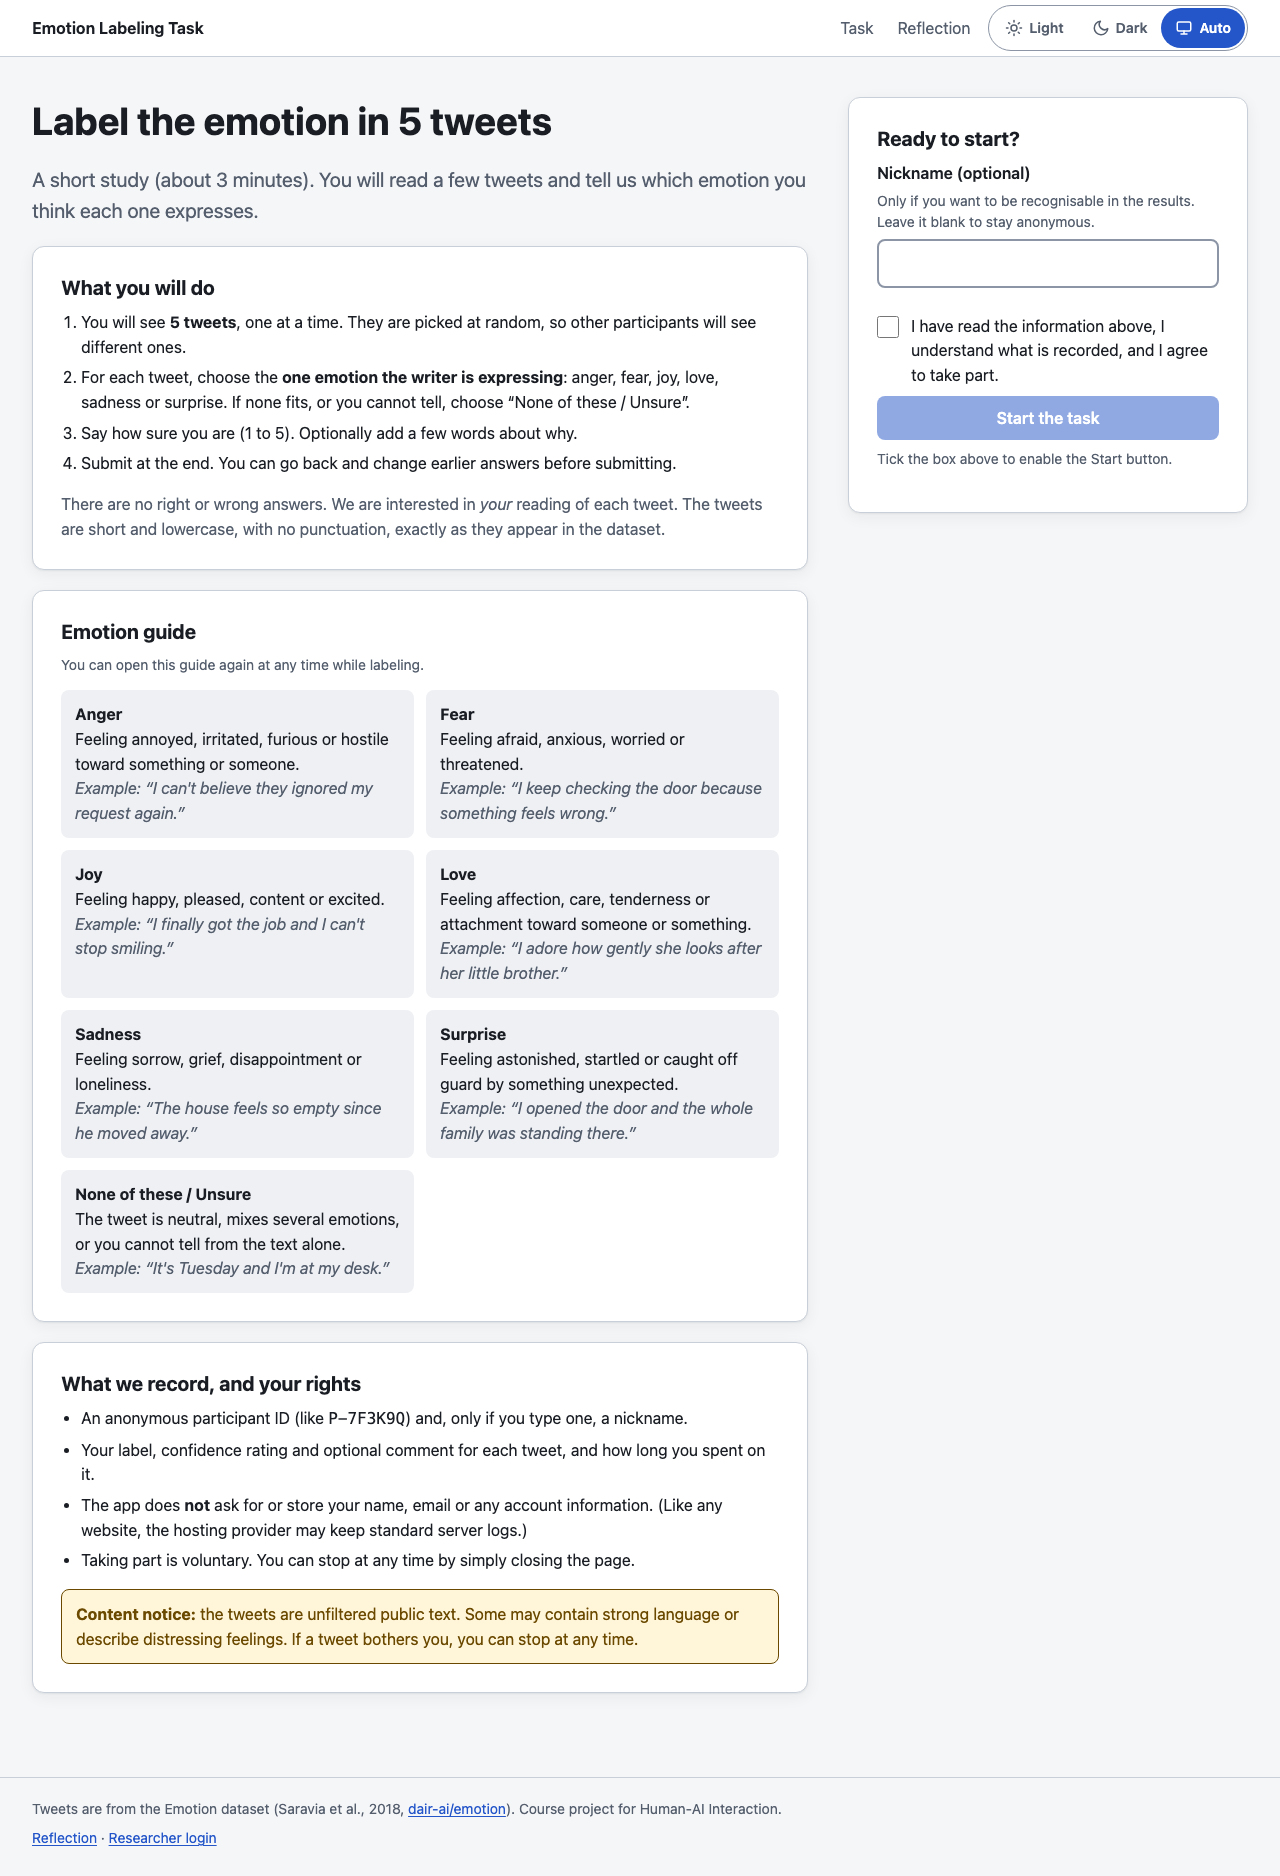 Emotion Labeling Task
Task
Reflection
Light
Dark
Auto
Label the emotion in 5 tweets
A short study (about 3 minutes). You will read a few tweets and tell us which emotion you
think each one expresses.
What you will do
1. You will see 5 tweets, one at a time. They are picked at random, so other participants will see
different ones.
2. For each tweet, choose the one emotion the writer is expressing: anger, fear, joy, love,
sadness or surprise. If none fits, or you cannot tell, choose “None of these / Unsure”.
3. Say how sure you are (1 to 5). Optionally add a few words about why.
4. Submit at the end. You can go back and change earlier answers before submitting.
There are no right or wrong answers. We are interested in your reading of each tweet. The tweets
are short and lowercase, with no punctuation, exactly as they appear in the dataset.
Emotion guide
You can open this guide again at any time while labeling.
Anger
Feeling annoyed, irritated, furious or hostile
toward something or someone.
Example: “I can't believe they ignored my
request again.”
Fear
Feeling afraid, anxious, worried or
threatened.
Example: “I keep checking the door because
something feels wrong.”
Joy
Feeling happy, pleased, content or excited.
Example: “I finally got the job and I can't
stop smiling.”
Love
Feeling affection, care, tenderness or
attachment toward someone or something.
Example: “I adore how gently she looks after
her little brother.”
Sadness
Feeling sorrow, grief, disappointment or
loneliness.
Example: “The house feels so empty since
he moved away.”
Surprise
Feeling astonished, startled or caught off
guard by something unexpected.
Example: “I opened the door and the whole
family was standing there.”
None of these / Unsure
The tweet is neutral, mixes several emotions,
or you cannot tell from the text alone.
Example: “It's Tuesday and I'm at my desk.”
What we record, and your rights
• An anonymous participant ID (like P–7F3K9Q) and, only if you type one, a nickname.
• Your label, confidence rating and optional comment for each tweet, and how long you spent on
it.
• The app does not ask for or store your name, email or any account information. (Like any
website, the hosting provider may keep standard server logs.)
• Taking part is voluntary. You can stop at any time by simply closing the page.
Content notice: the tweets are unfiltered public text. Some may contain strong language or
describe distressing feelings. If a tweet bothers you, you can stop at any time.
Ready to start?
Nickname (optional)
Only if you want to be recognisable in the results.
Leave it blank to stay anonymous.
I have read the information above, I
understand what is recorded, and I agree
to take part.
Start the task
Tick the box above to enable the Start button.
Tweets are from the Emotion dataset (Saravia et al., 2018, dair-ai/emotion). Course project for Human-AI Interaction.
Reflection · Researcher login